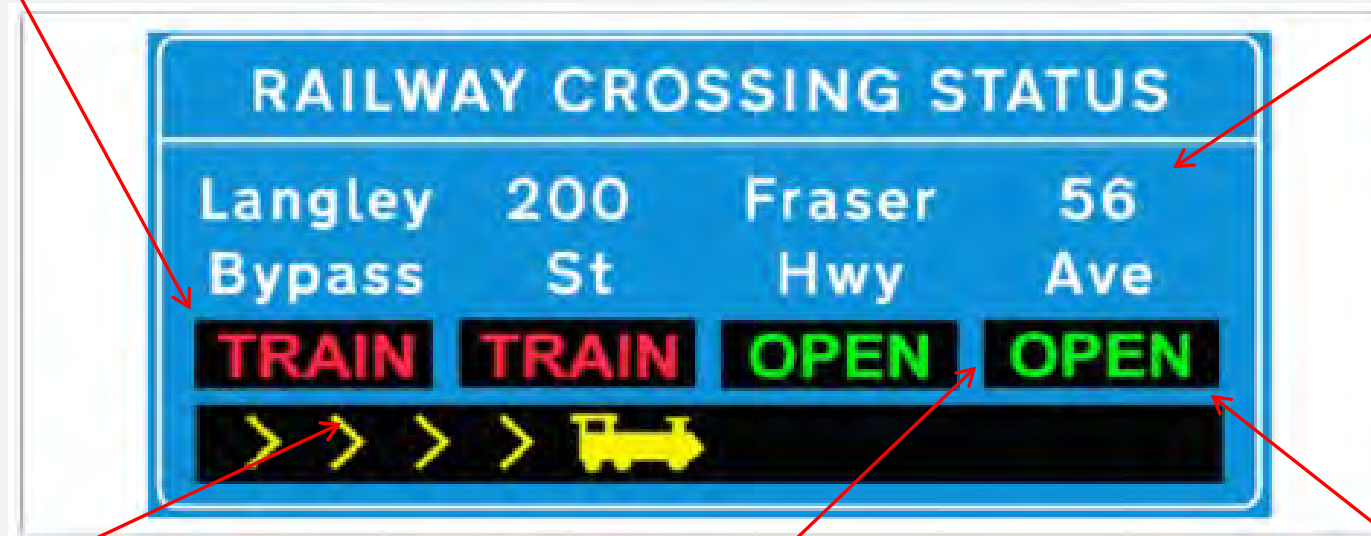 RAILWAY CROSSING STATUS
Langley 200 Fraser 56
Bypass St Hwy Ave
TRAIN TRAIN OPEN OPEN